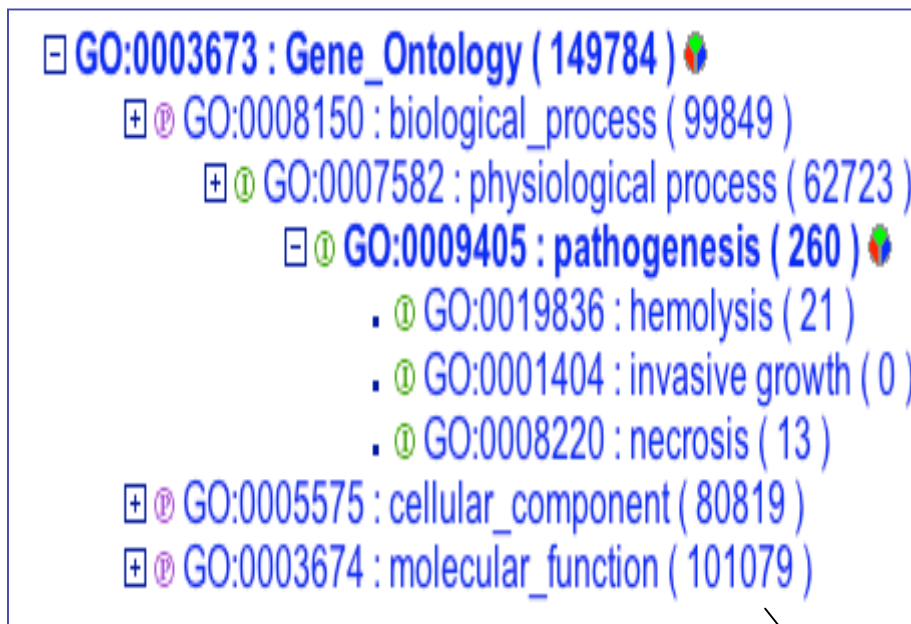 GO:0003673 : Gene_Ontology ( 149784 )
P GO:0008150 : biological_process ( 99849 )
I GO:0007582 : physiological process ( 62723 )
I GO:0009405 : pathogenesis ( 260 )
I GO:0019836 : hemolysis ( 21 )
I GO:0001404 : invasive growth ( 0 )
I GO:0008220 : necrosis ( 13 )
P GO:0005575 : cellular_component ( 80819 )
P GO:0003674 : molecular_function ( 101079 )